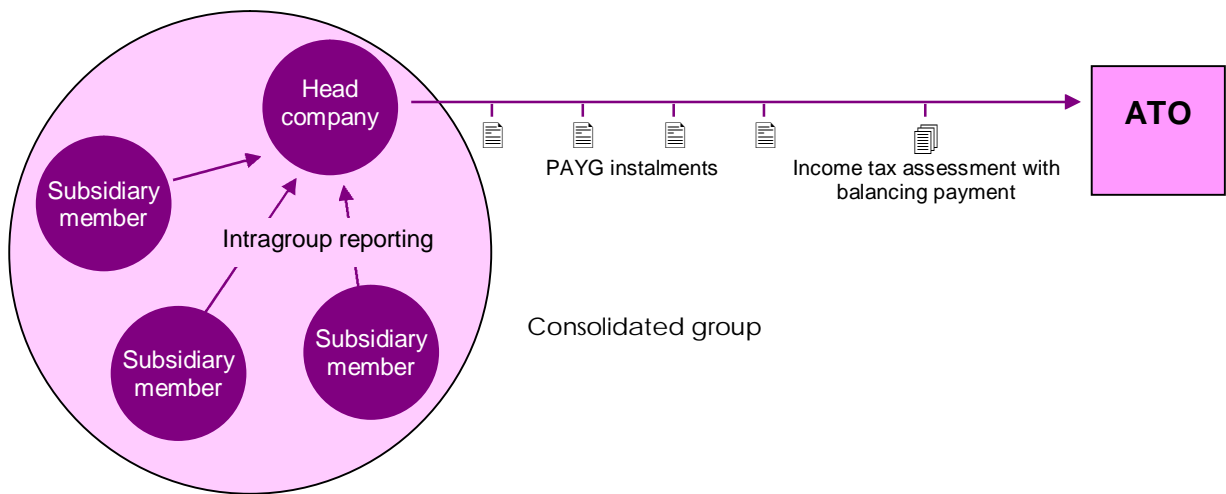 Head
company
ATO
PAYG instalments
Income tax assessment with
balancing payment
Subsidiary
member
Intragroup reporting
Subsidiary
member
Subsidiary
member
Consolidated group